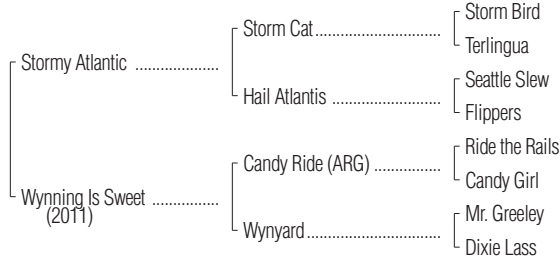 Storm Bird
Storm Cat
Terlingua
Stormy Atlantic
Seattle Slew
Hail Atlantis
Flippers
Ride the Rails
Candy Ride (ARG)
Candy Girl
Wynning Is Sweet
(2011)
Mr. Greeley
Wynyard
Dixie Lass